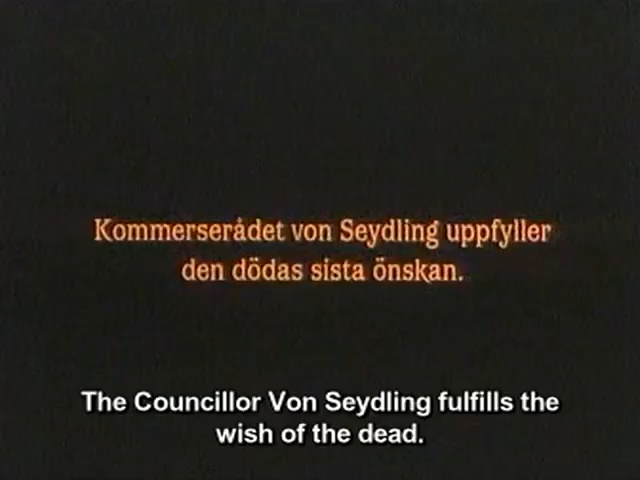 Kommerserådet von Seydling uppfyller
den dödas sista önskan.
The Councillor Von Seydling fulfills the
wish of the dead.